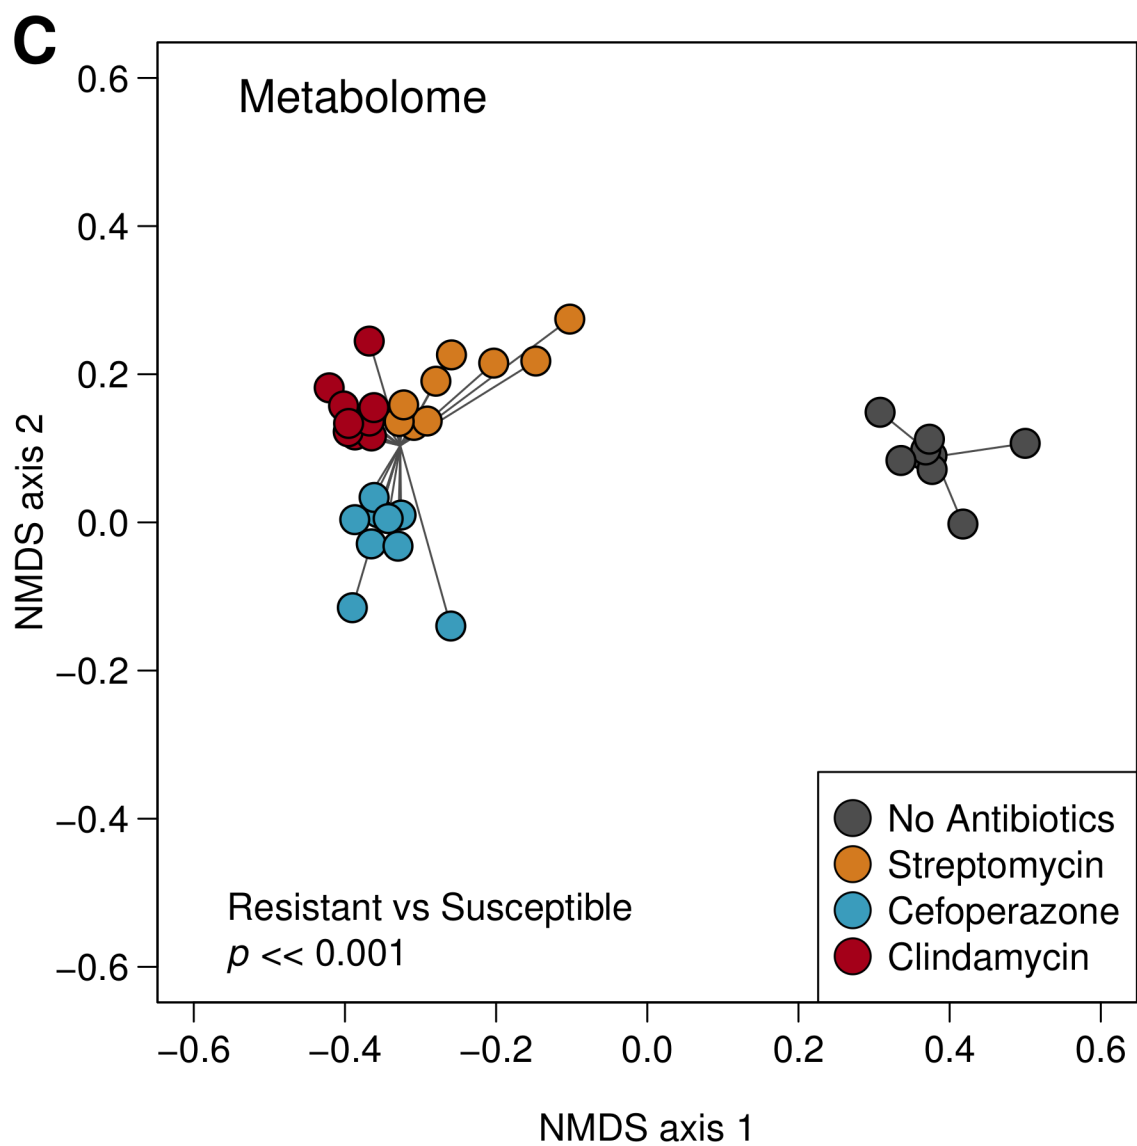 C
Metabolome
0.6
0.4
0.2
0.0
−0.2
−0.4
−0.6
NMDS axis 2
Resistant vs Susceptible
p << 0.001
No Antibiotics
Streptomycin
Cefoperazone
Clindamycin
−0.6 −0.4 −0.2 0.0 0.2 0.4 0.6
NMDS axis 1